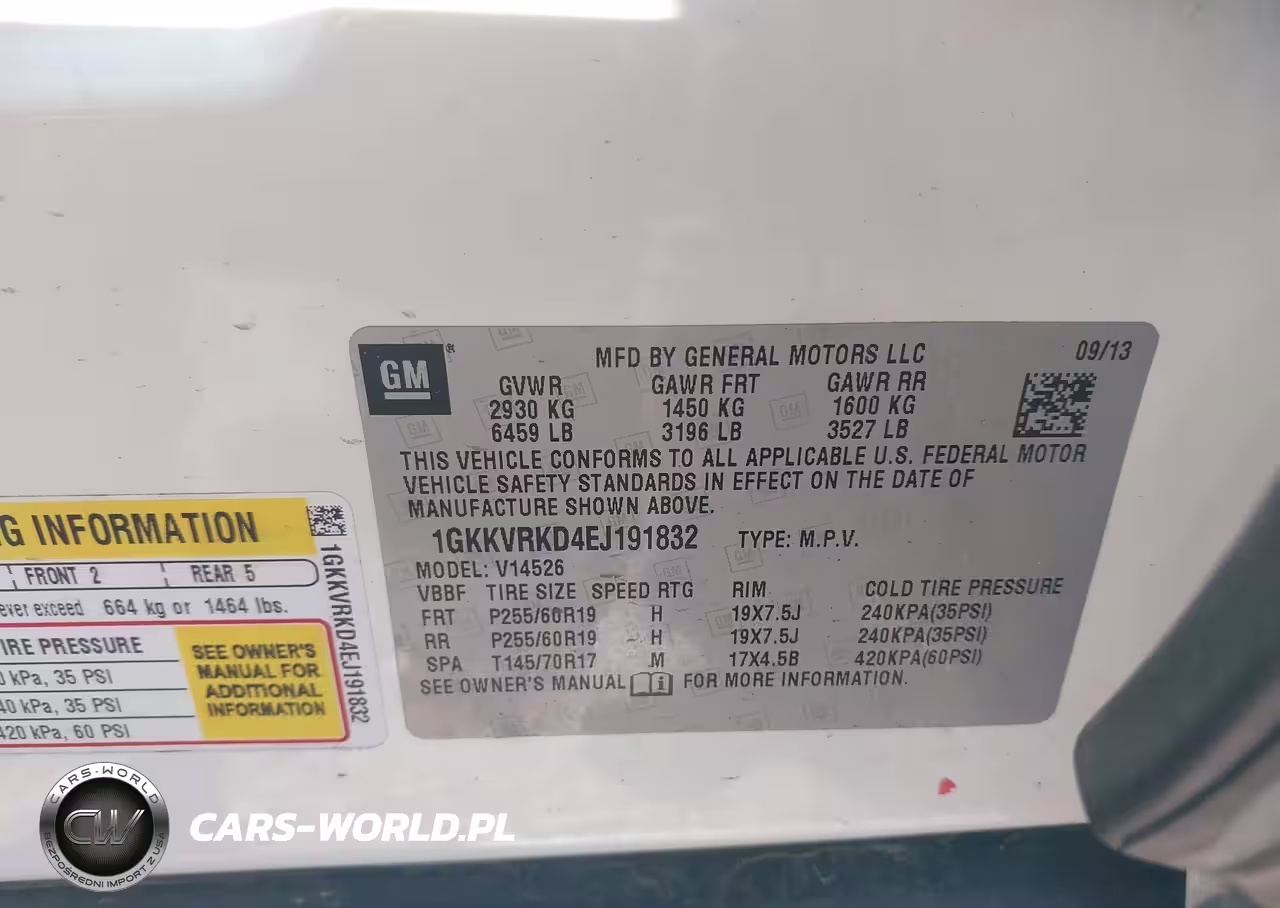 GM
®
MFD BY GENERAL MOTORS LLC 09/13
GVWR GAWR FRT GAWR RR
2930 KG 1450 KG 1600 KG
6459 LB 3196 LB 3527 LB
THIS VEHICLE CONFORMS TO ALL APPLICABLE U.S. FEDERAL MOTOR
VEHICLE SAFETY STANDARDS IN EFFECT ON THE DATE OF
MANUFACTURE SHOWN ABOVE.
1GKKVRKD4EJ191832 TYPE: M.P.V.
MODEL: V14526
VBBF TIRE SIZE SPEED RTG RIM COLD TIRE PRESSURE
FRT P255/60R19 H 19X7.5J 240KPA(35PSI)
RR P255/60R19 H 19X7.5J 240KPA(35PSI)
SPA T145/70R17 M 17X4.5B 420KPA(60PSI)
SEE OWNER'S MANUAL i FOR MORE INFORMATION.
G INFORMATION
FRONT 2 REAR 5
ever exceed 664 kg or 1464 lbs.
IRE PRESSURE
0 kPa, 35 PSI
40 kPa, 35 PSI
420 kPa, 60 PSI
SEE OWNER'S
MANUAL FOR
ADDITIONAL
INFORMATION
1GKKVRKD4EJ191832
CARS-WORLD
CW
BEZPOŚREDNI IMPORT Z USA
CARS-WORLD.PL